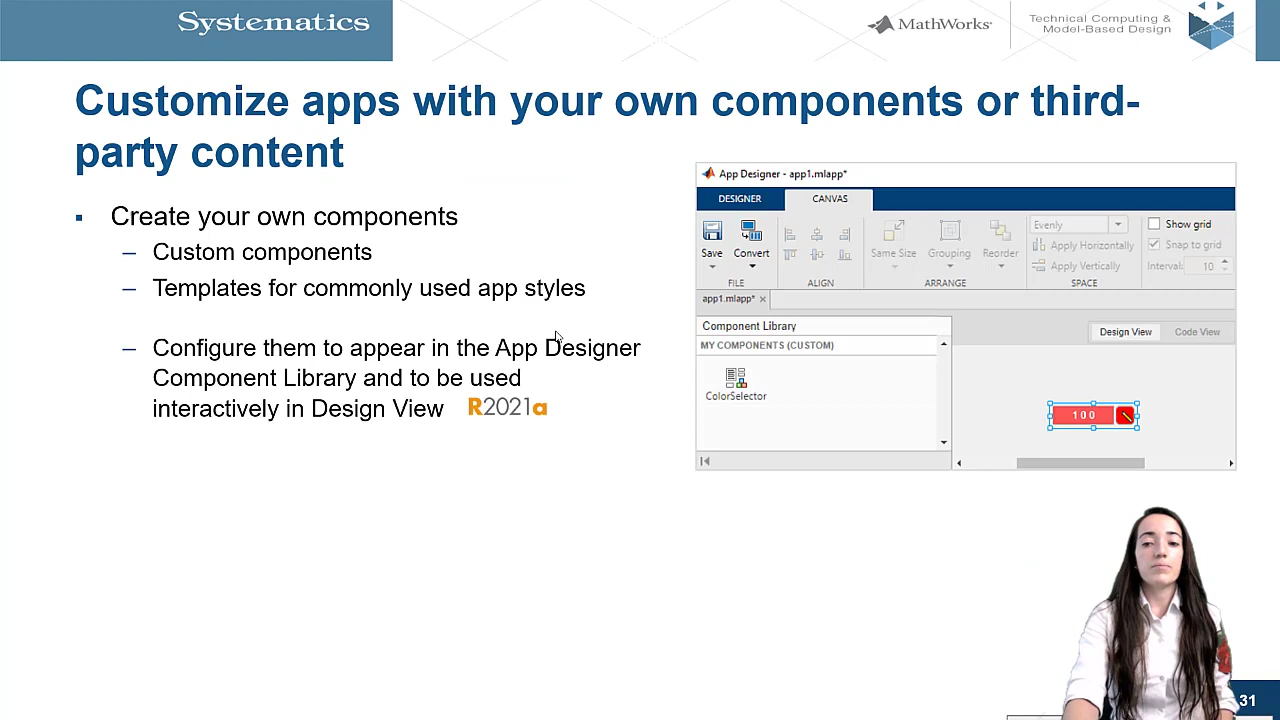 Systematics
MathWorks®
Technical Computing &
Model-Based Design
Customize apps with your own components or third-
party content
Create your own components
– Custom components
– Templates for commonly used app styles
– Configure them to appear in the App Designer
Component Library and to be used
interactively in Design View R2021a
App Designer - app1.mlapp*
DESIGNER CANVAS
Save Convert
Same Size Grouping Reorder
Evenly
Apply Horizontally
Apply Vertically
Show grid
Snap to grid
Interval: 10
FILE ALIGN ARRANGE SPACE
app1.mlapp* ×
Component Library
Design View Code View
MY COMPONENTS (CUSTOM)
ColorSelector
100
31